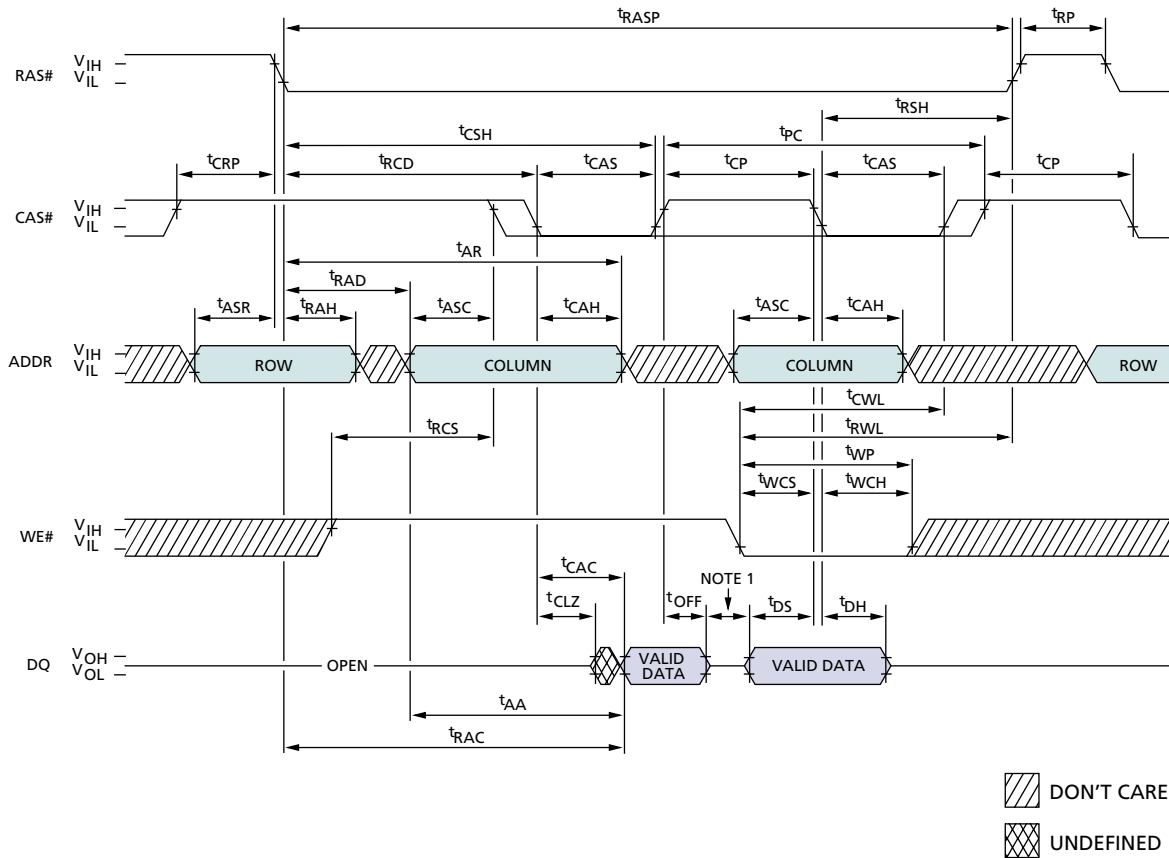 tRASP
tRP
RAS#
VIH
VIL
tRSH
tCSH
tPC
tCRP
tRCD
tCAS
tCP
tCAS
tCP
CAS#
VIH
VIL
tAR
tRAD
tASR
tRAH
tASC
tCAH
tASC
tCAH
ADDR
VIH
VIL
ROW
COLUMN
COLUMN
ROW
tCWL
tRCS
tRWL
tWP
tWCS
tWCH
WE#
VIH
VIL
tCAC
NOTE 1
tCLZ
tOFF
tDS
tDH
DQ
VOH
VOL
OPEN
VALID DATA
VALID DATA
tAA
tRAC
DON'T CARE
UNDEFINED